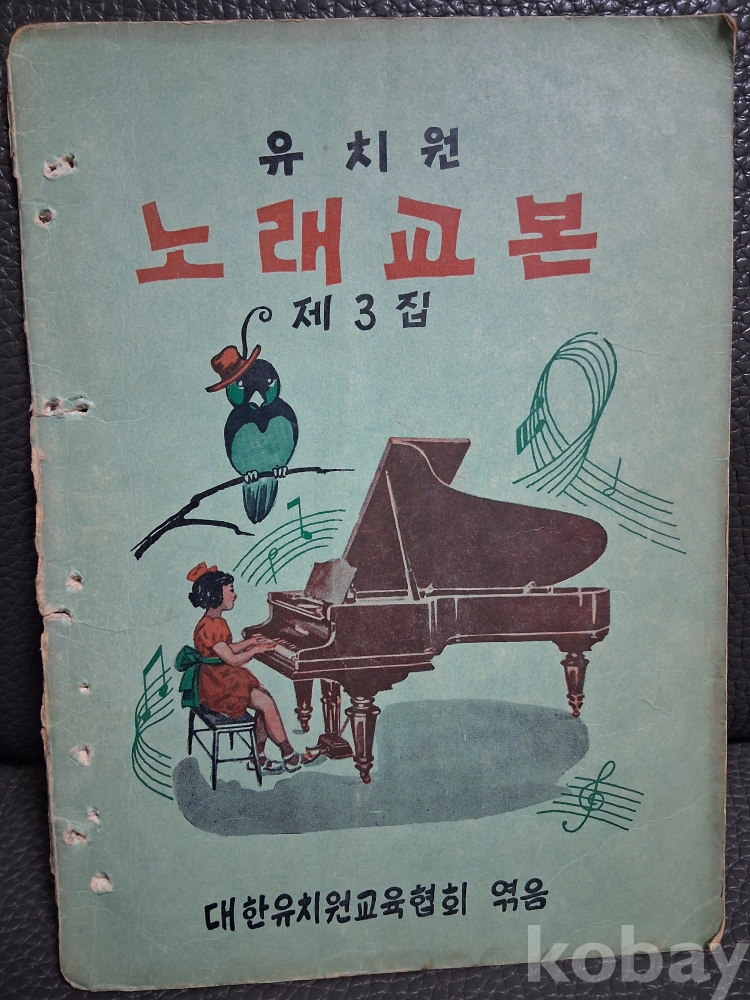 유치원
노래교본
제3집
대한유치원교육협회 엮음
kobay